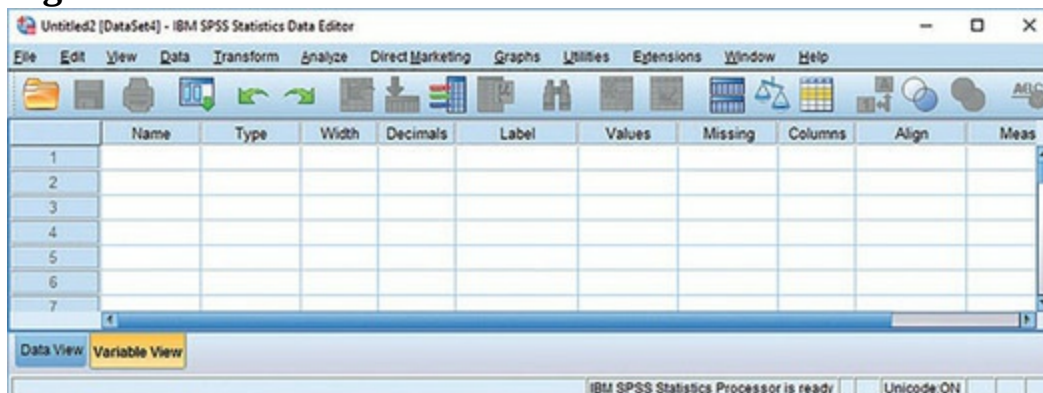 Untitled2 [DataSet4] - IBM SPSS Statistics Data Editor
File Edit View Data Transform Analyze Direct Marketing Graphs Utilities Extensions Window Help
Name Type Width Decimals Label Values Missing Columns Align Meas
1
2
3
4
5
6
7
Data View Variable View
IBM SPSS Statistics Processor is ready Unicode:ON